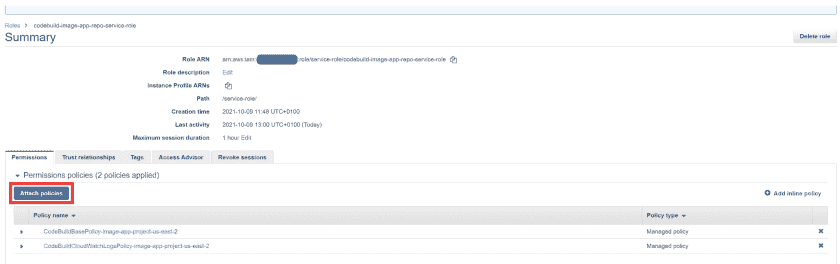 Roles > codebuild-image-app-repo-service-role
Summary
Delete role
Role ARN arn:aws:iam: :role/service-role/codebuild-image-app-repo-service-role
Role description Edit
Instance Profile ARNs
Path /service-role/
Creation time 2021-10-09 11:48 UTC+0100
Last activity 2021-10-09 13:00 UTC+0100 (Today)
Maximum session duration 1 hour Edit
Permissions Trust relationships Tags Access Advisor Revoke sessions
Permissions policies (2 policies applied)
Attach policies
Add inline policy
Policy name Policy type
CodeBuildBasePolicy-image-app-project-us-east-2 Managed policy
CodeBuildCloudWatchLogsPolicy-image-app-project-us-east-2 Managed policy